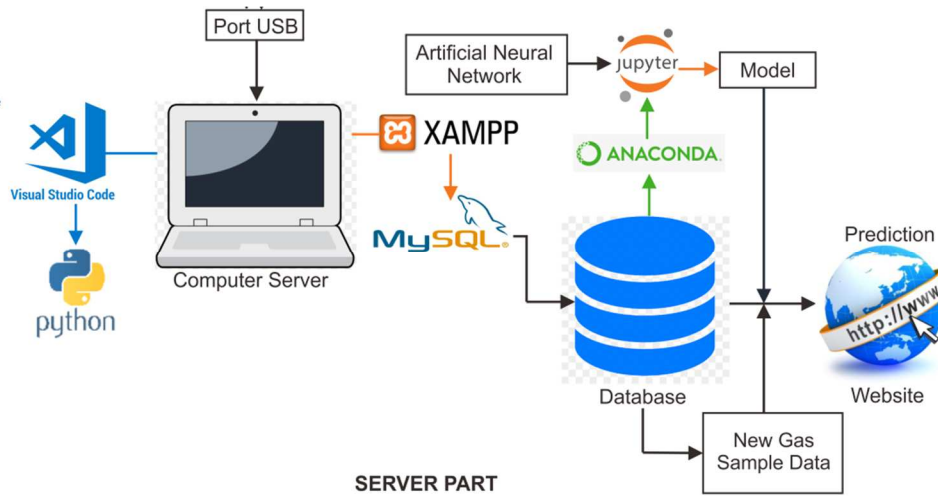 Port USB
Artificial Neural
Network
jupyter
Model
XAMPP
ANACONDA.
Visual Studio Code
MySQL®
Prediction
Computer Server
python
http://www
Database
Website
New Gas
Sample Data
SERVER PART